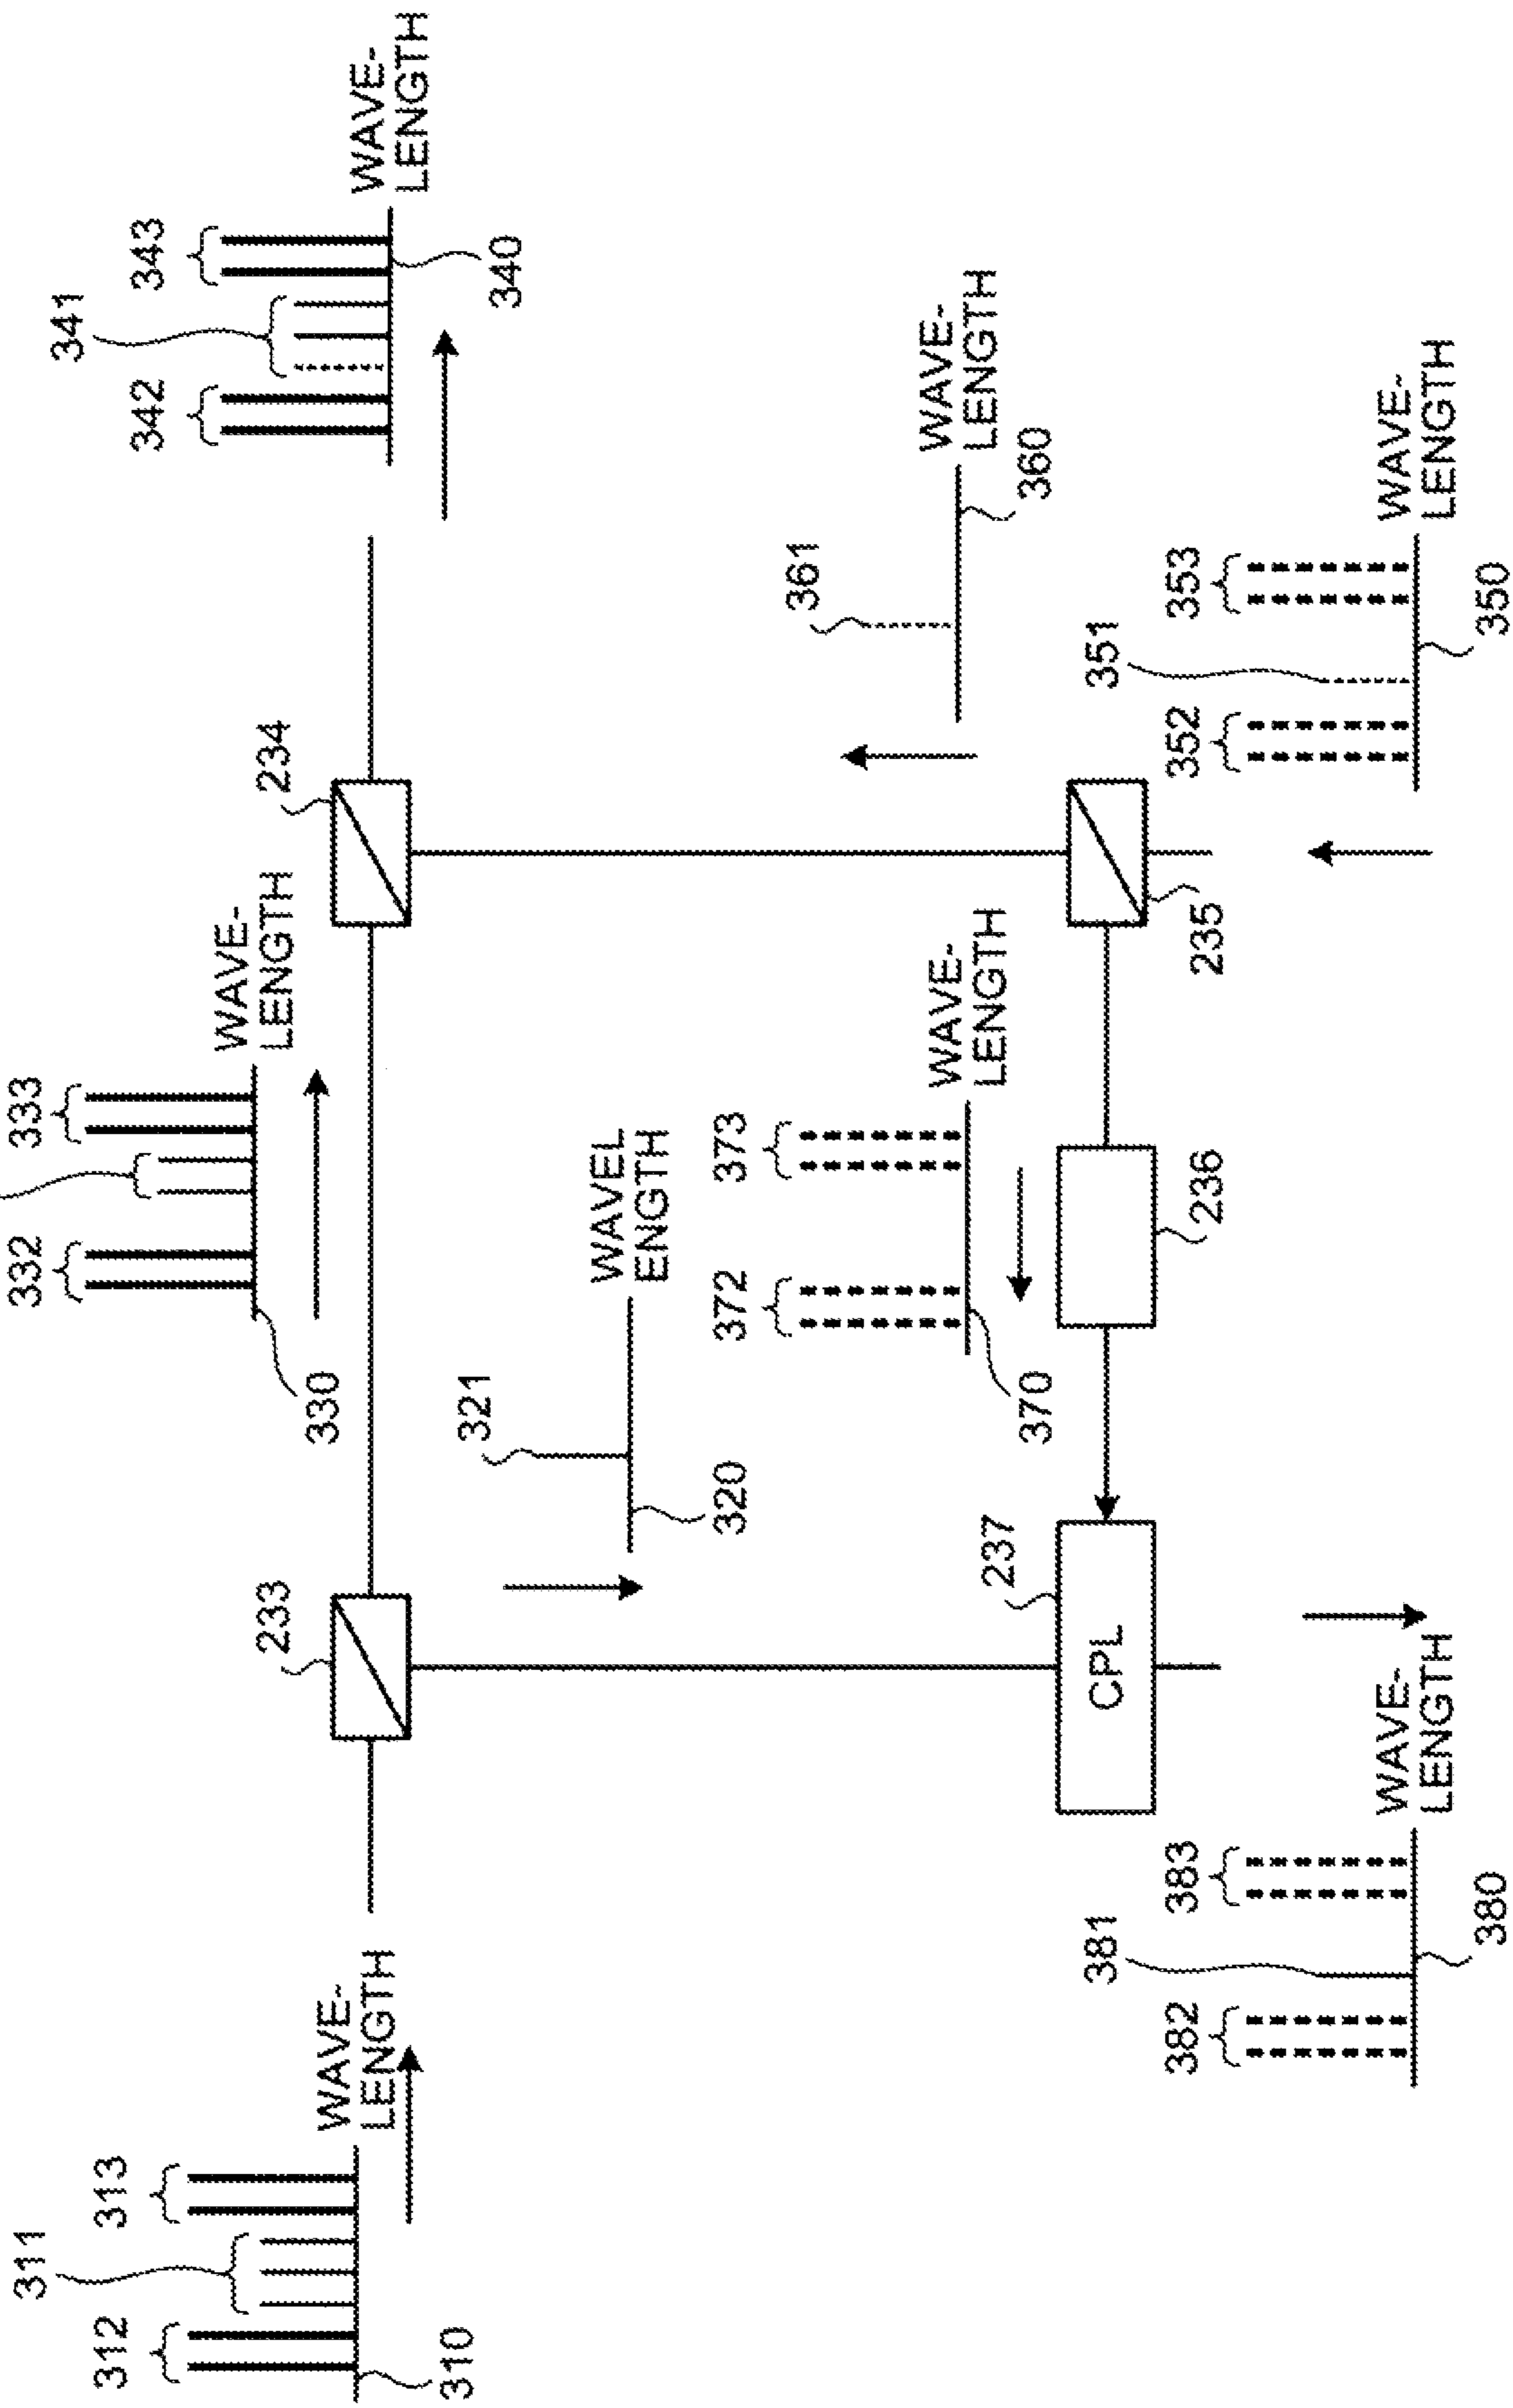 311
312
313
WAVE-
LENGTH
310
332
333
WAVE-
LENGTH
330
341
342
343
WAVE-
LENGTH
340
233
234
321
WAVEL
ENGTH
320
361
WAVE-
LENGTH
360
372
373
WAVE-
LENGTH
370
237
CPL
236
235
381
382
383
WAVE-
LENGTH
380
351
352
353
WAVE-
LENGTH
350